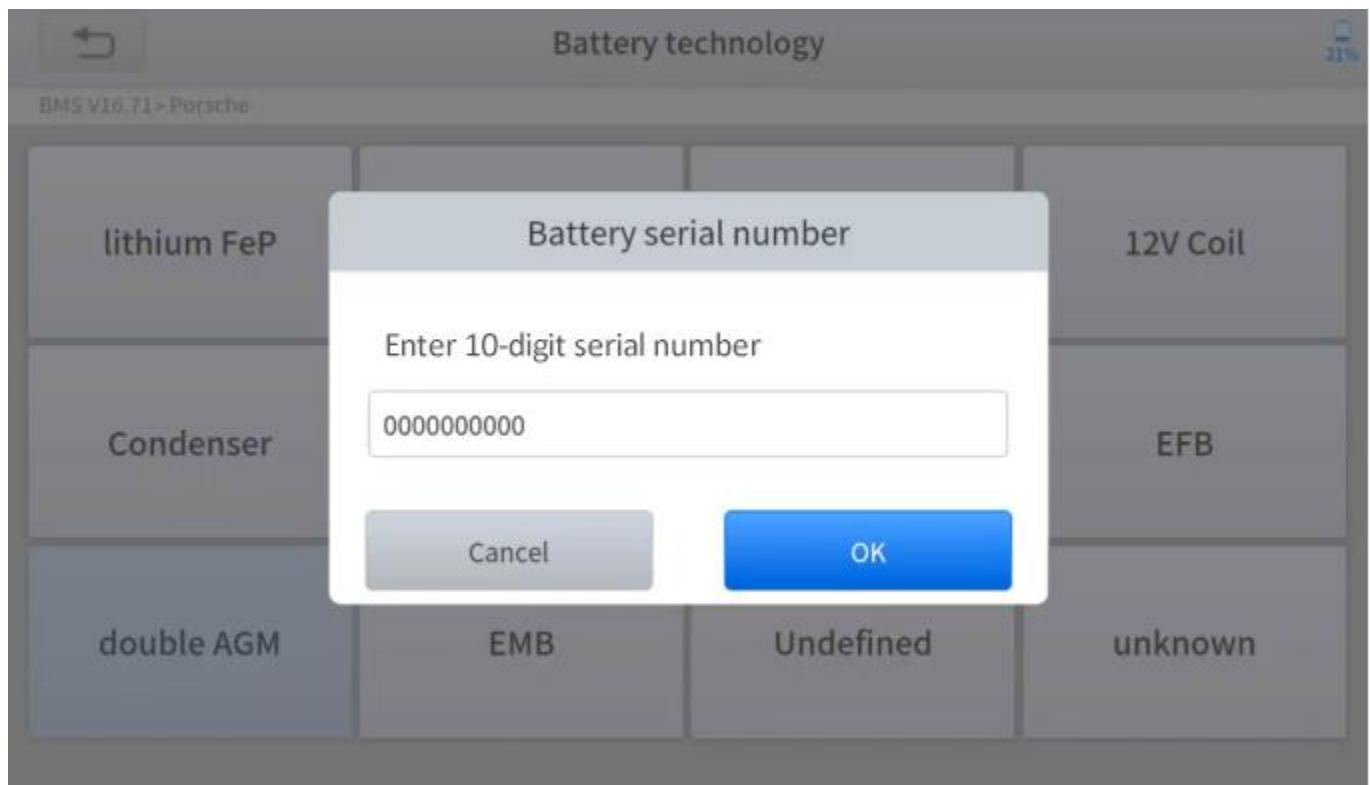 Battery technology
21%
BMS V16.71> Porsche
lithium FeP
12V Coil
Battery serial number
Enter 10-digit serial number
0000000000
Condenser
EFB
Cancel
OK
double AGM
EMB
Undefined
unknown